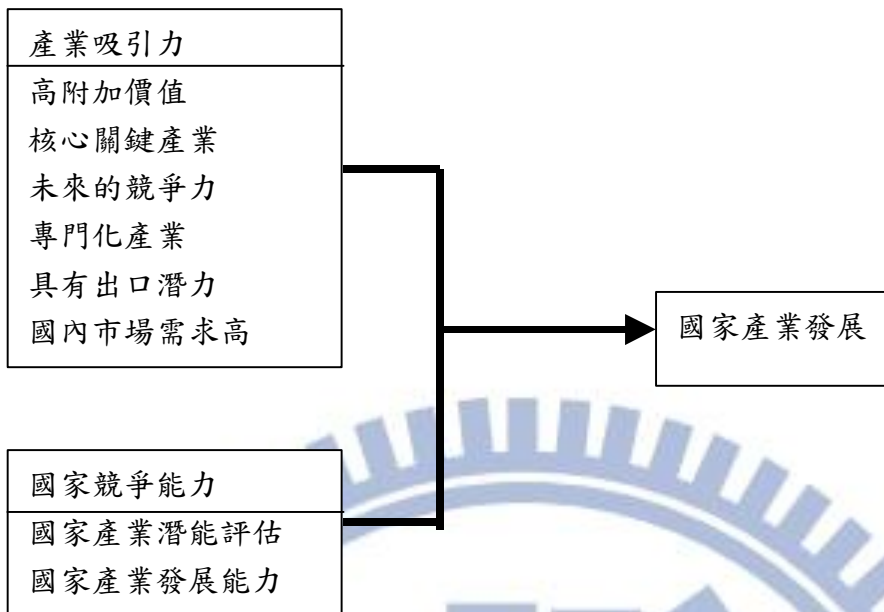 產業吸引力
高附加價值
核心關鍵產業
未來的競爭力
專門化產業
具有出口潛力
國內市場需求高
國家產業發展
國家競爭能力
國家產業潛能評估
國家產業發展能力